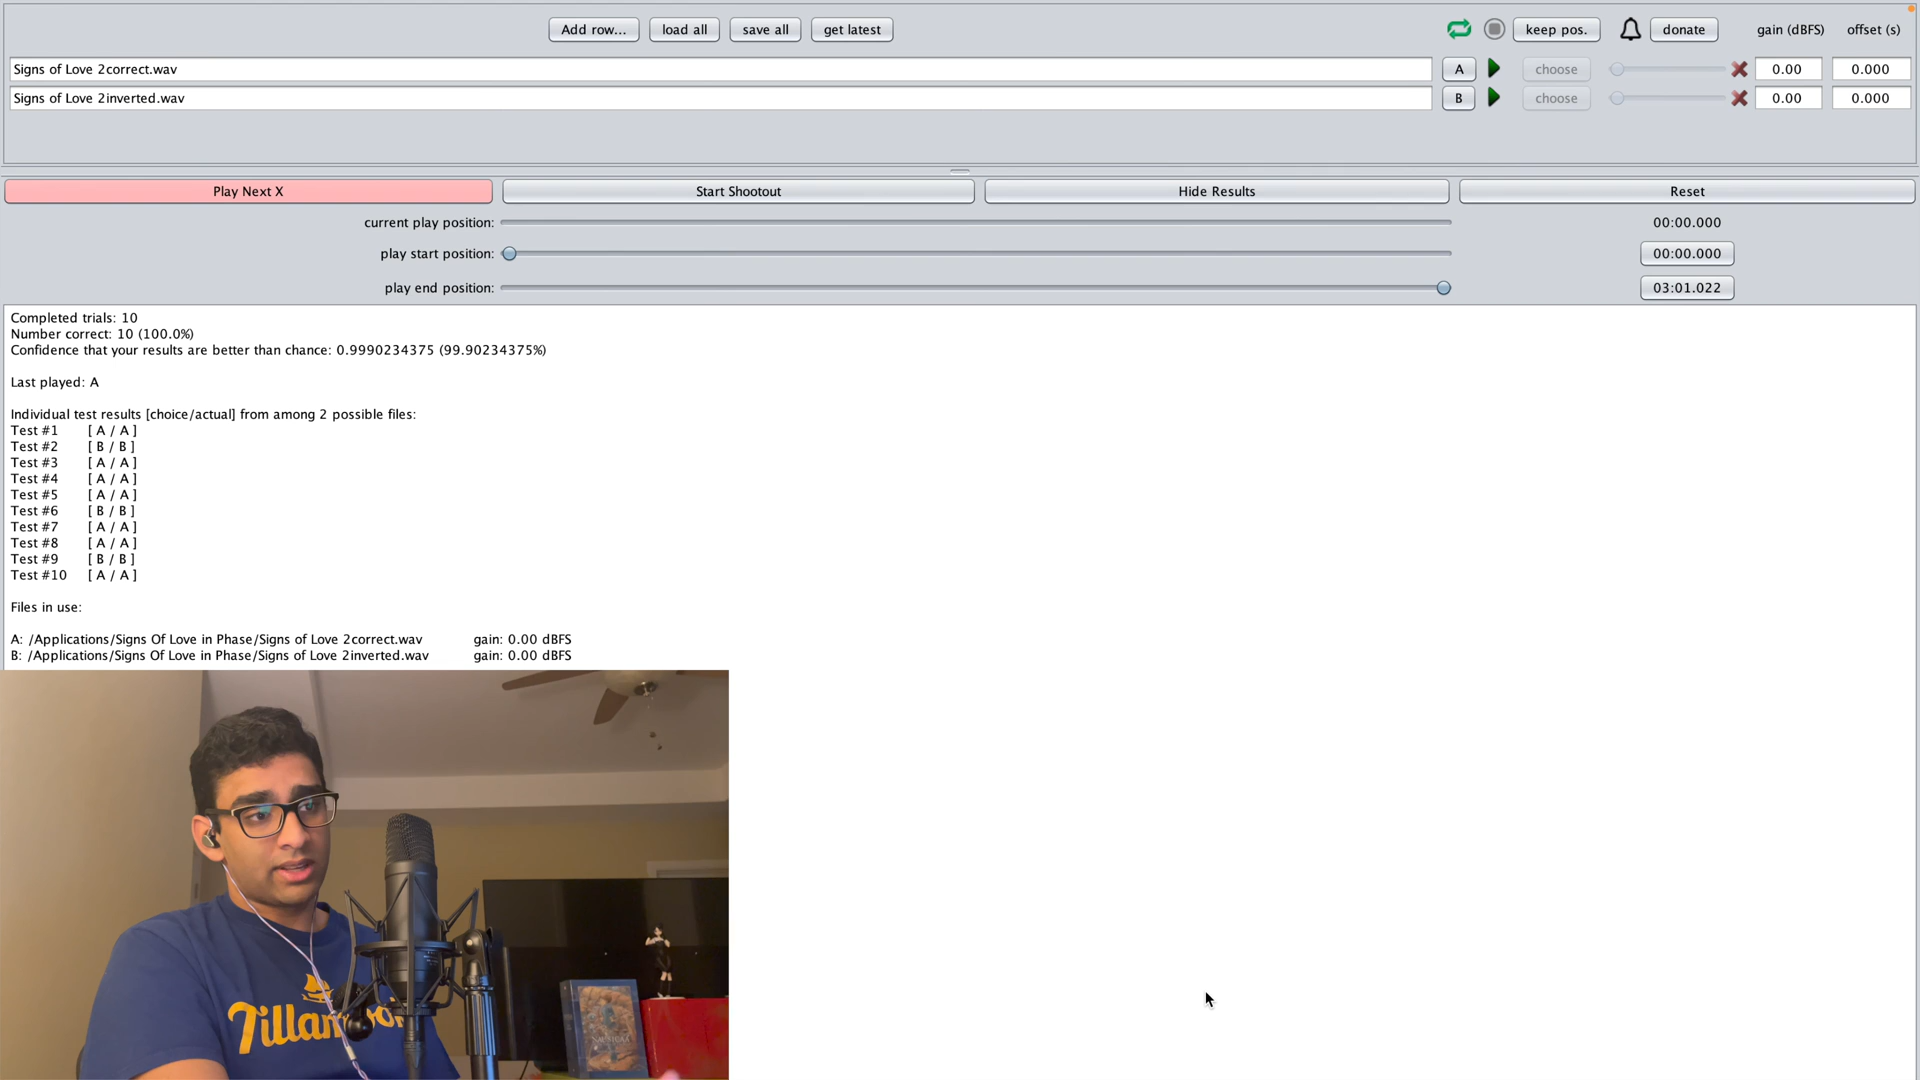 Add row... load all save all get latest keep pos. donate gain (dBFS) offset (s)
Signs of Love 2correct.wav A choose 0.00 0.000
Signs of Love 2inverted.wav B choose 0.00 0.000
Play Next X Start Shootout Hide Results Reset
current play position: 00:00.000
play start position: 00:00.000
play end position: 03:01.022
Completed trials: 10
Number correct: 10 (100.0%)
Confidence that your results are better than chance: 0.9990234375 (99.90234375%)
Last played: A
Individual test results [choice/actual] from among 2 possible files:
Test #1 [ A / A ]
Test #2 [ B / B ]
Test #3 [ A / A ]
Test #4 [ A / A ]
Test #5 [ A / A ]
Test #6 [ B / B ]
Test #7 [ A / A ]
Test #8 [ A / A ]
Test #9 [ B / B ]
Test #10 [ A / A ]
Files in use:
A: /Applications/Signs Of Love in Phase/Signs of Love 2correct.wav gain: 0.00 dBFS
B: /Applications/Signs Of Love in Phase/Signs of Love 2inverted.wav gain: 0.00 dBFS
NAUSICAÄ